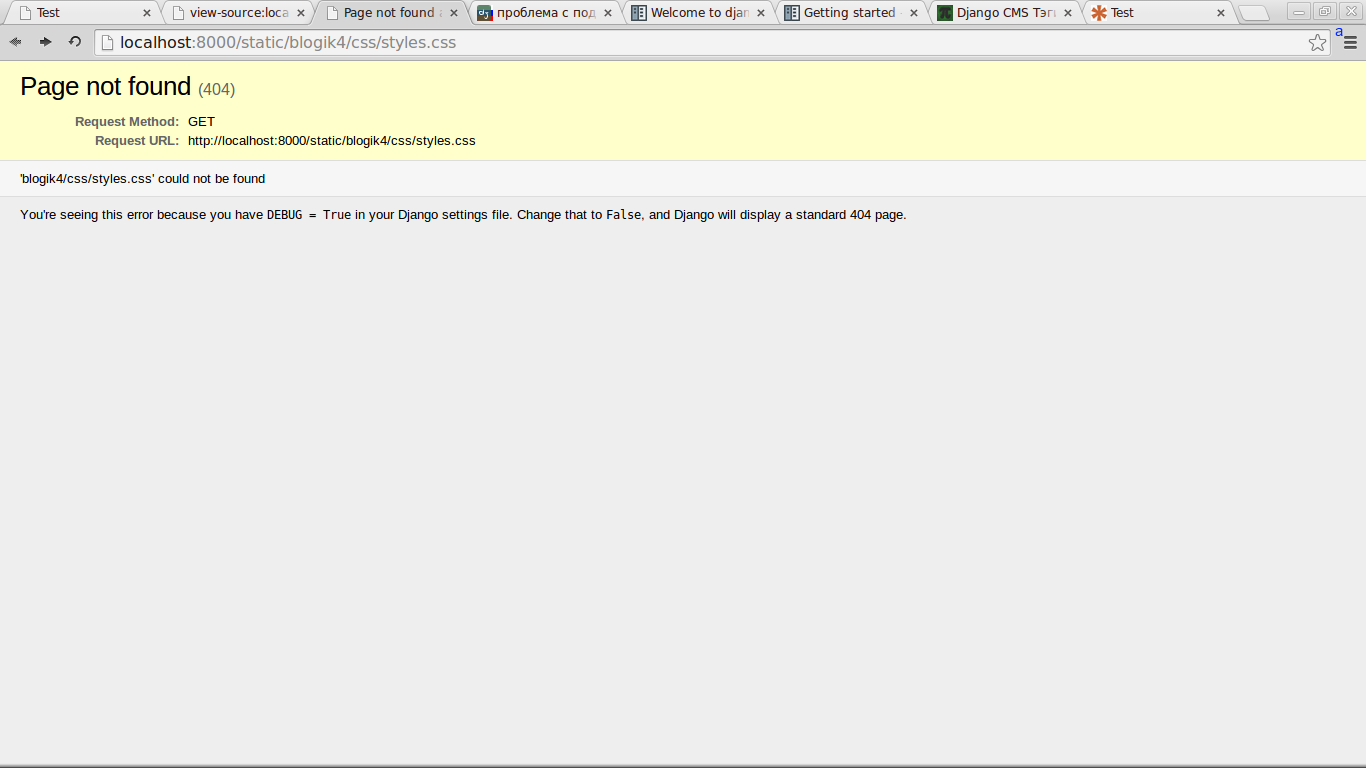 Test
view-source:loca
Page not found a
проблема с под
Welcome to djan
Getting started -
Django CMS Тэги
Test
localhost:8000/static/blogik4/css/styles.css
a
Page not found (404)
Request Method: GET
Request URL: http://localhost:8000/static/blogik4/css/styles.css
'blogik4/css/styles.css' could not be found
You're seeing this error because you have DEBUG = True in your Django settings file. Change that to False, and Django will display a standard 404 page.